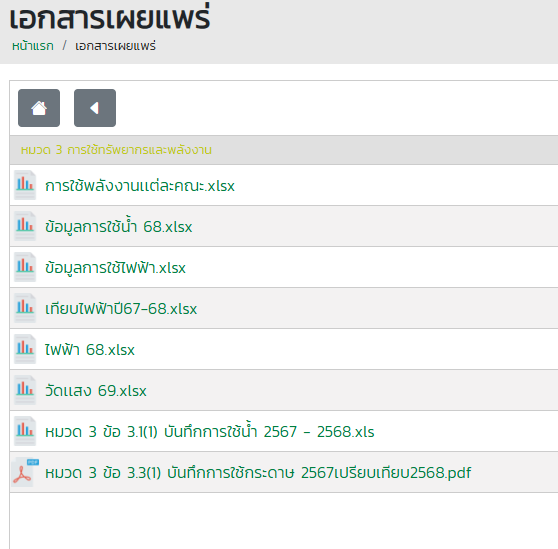 เอกสารเผยแพร่
หน้าแรก / เอกสารเผยแพร่
หมวด 3 การใช้ทรัพยากรและพลังงาน
การใช้พลังงานแต่ละคณะ.xlsx
ข้อมูลการใช้น้ำ 68.xlsx
ข้อมูลการใช้ไฟฟ้า.xlsx
เทียบไฟฟ้าปี67-68.xlsx
ไฟฟ้า 68.xlsx
วัดแสง 69.xlsx
หมวด 3 ข้อ 3.1(1) บันทึกการใช้น้ำ 2567 - 2568.xls
PDF
หมวด 3 ข้อ 3.3(1) บันทึกการใช้กระดาษ 2567เปรียบเทียบ2568.pdf